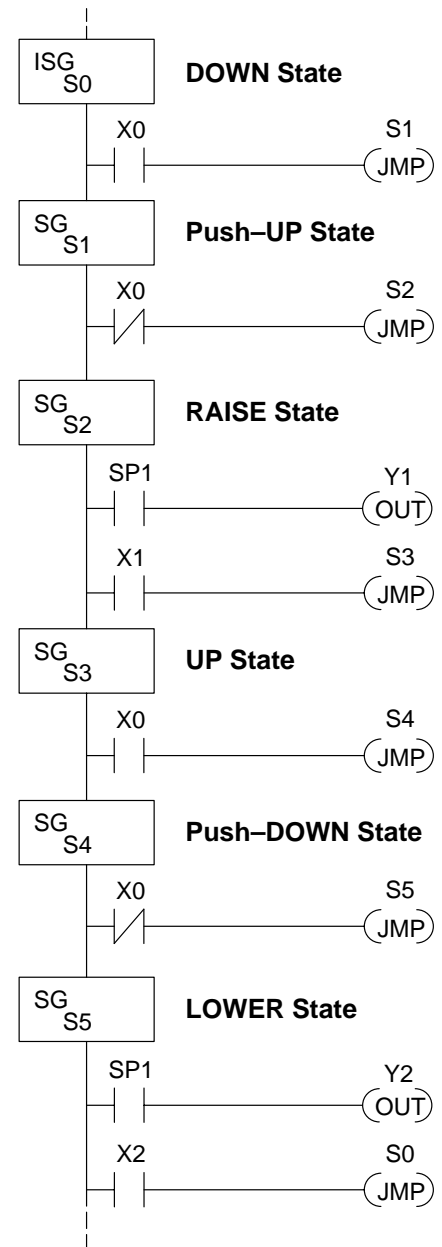 ISG
S0
DOWN State
X0
S1
JMP
SG
S1
Push–UP State
X0
S2
JMP
SG
S2
RAISE State
SP1
Y1
OUT
X1
S3
JMP
SG
S3
UP State
X0
S4
JMP
SG
S4
Push–DOWN State
X0
S5
JMP
SG
S5
LOWER State
SP1
Y2
OUT
X2
S0
JMP